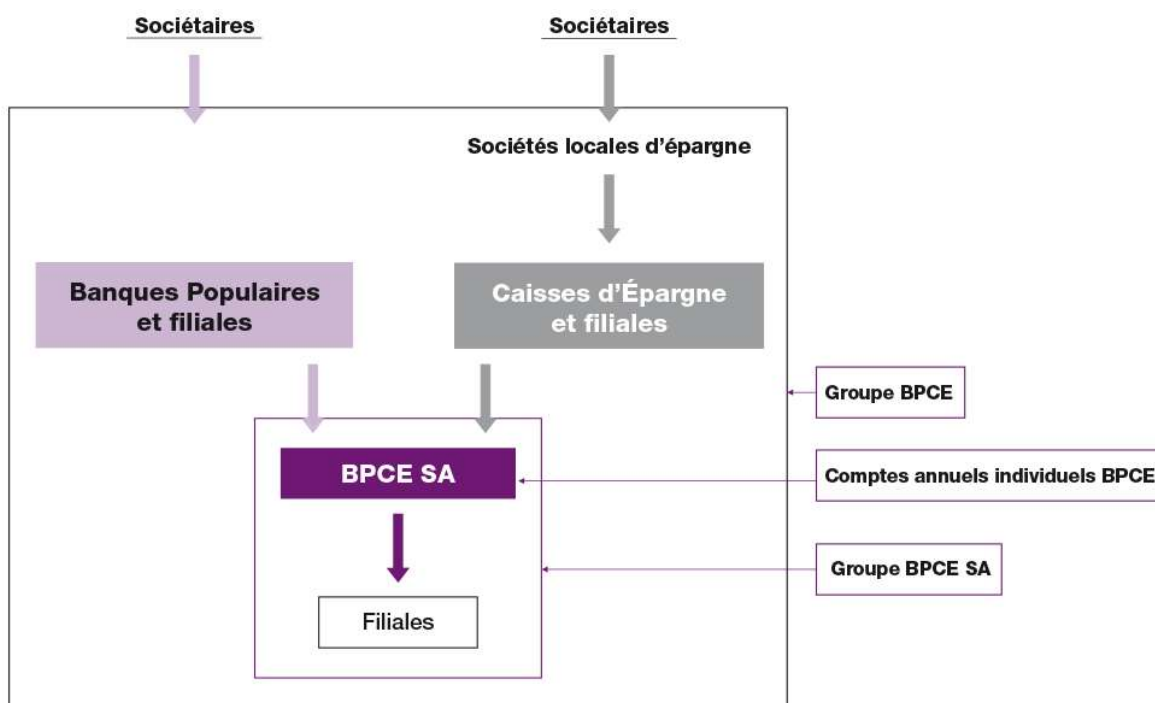 Sociétaires
Sociétaires
Sociétés locales d'épargne
Banques Populaires
et filiales
Caisses d'Épargne
et filiales
Groupe BPCE
BPCE SA
Comptes annuels individuels BPCE
Groupe BPCE SA
Filiales